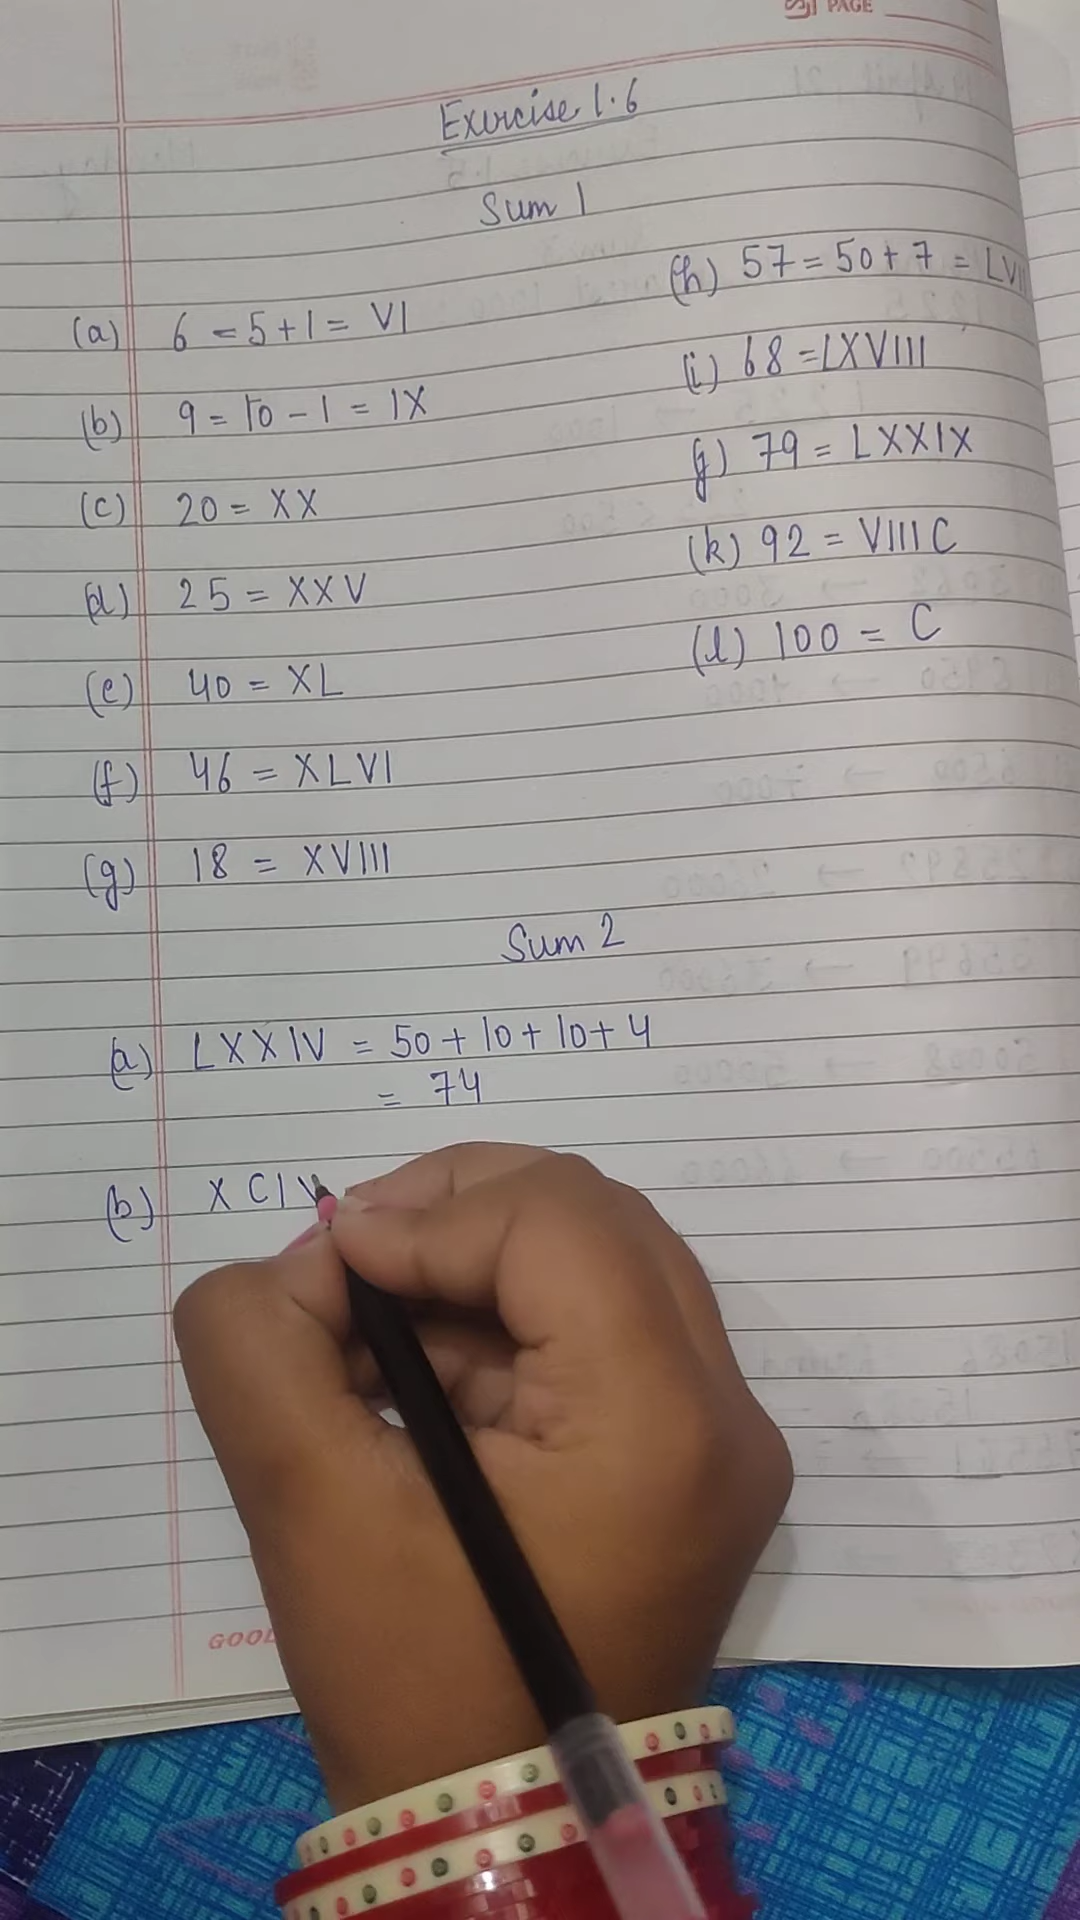 PAGE
Exercise 1.6
Sum 1
(a) 6 = 5 + 1 = VI
(b) 9 = 10 - 1 = IX
(c) 20 = XX
(d) 25 = XXV
(e) 40 = XL
(f) 46 = XLVI
(g) 18 = XVIII
(h) 57 = 50 + 7 = LVII
(i) 68 = LXVIII
(j) 79 = LXXIX
(k) 92 = VIIIC
(l) 100 = C
Sum 2
(a) LXXIV = 50 + 10 + 10 + 4
= 74
(b) XCIV